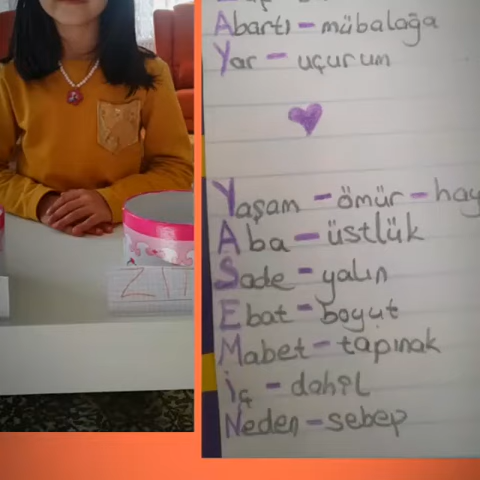 Abartı - mübalağa
Yar - uçurum
Yaşam - ömür - hay
Aba - üstlük
Sade - yalın
Ebat - boyut
Mabet - tapınak
İç - dahil
Neden - sebep